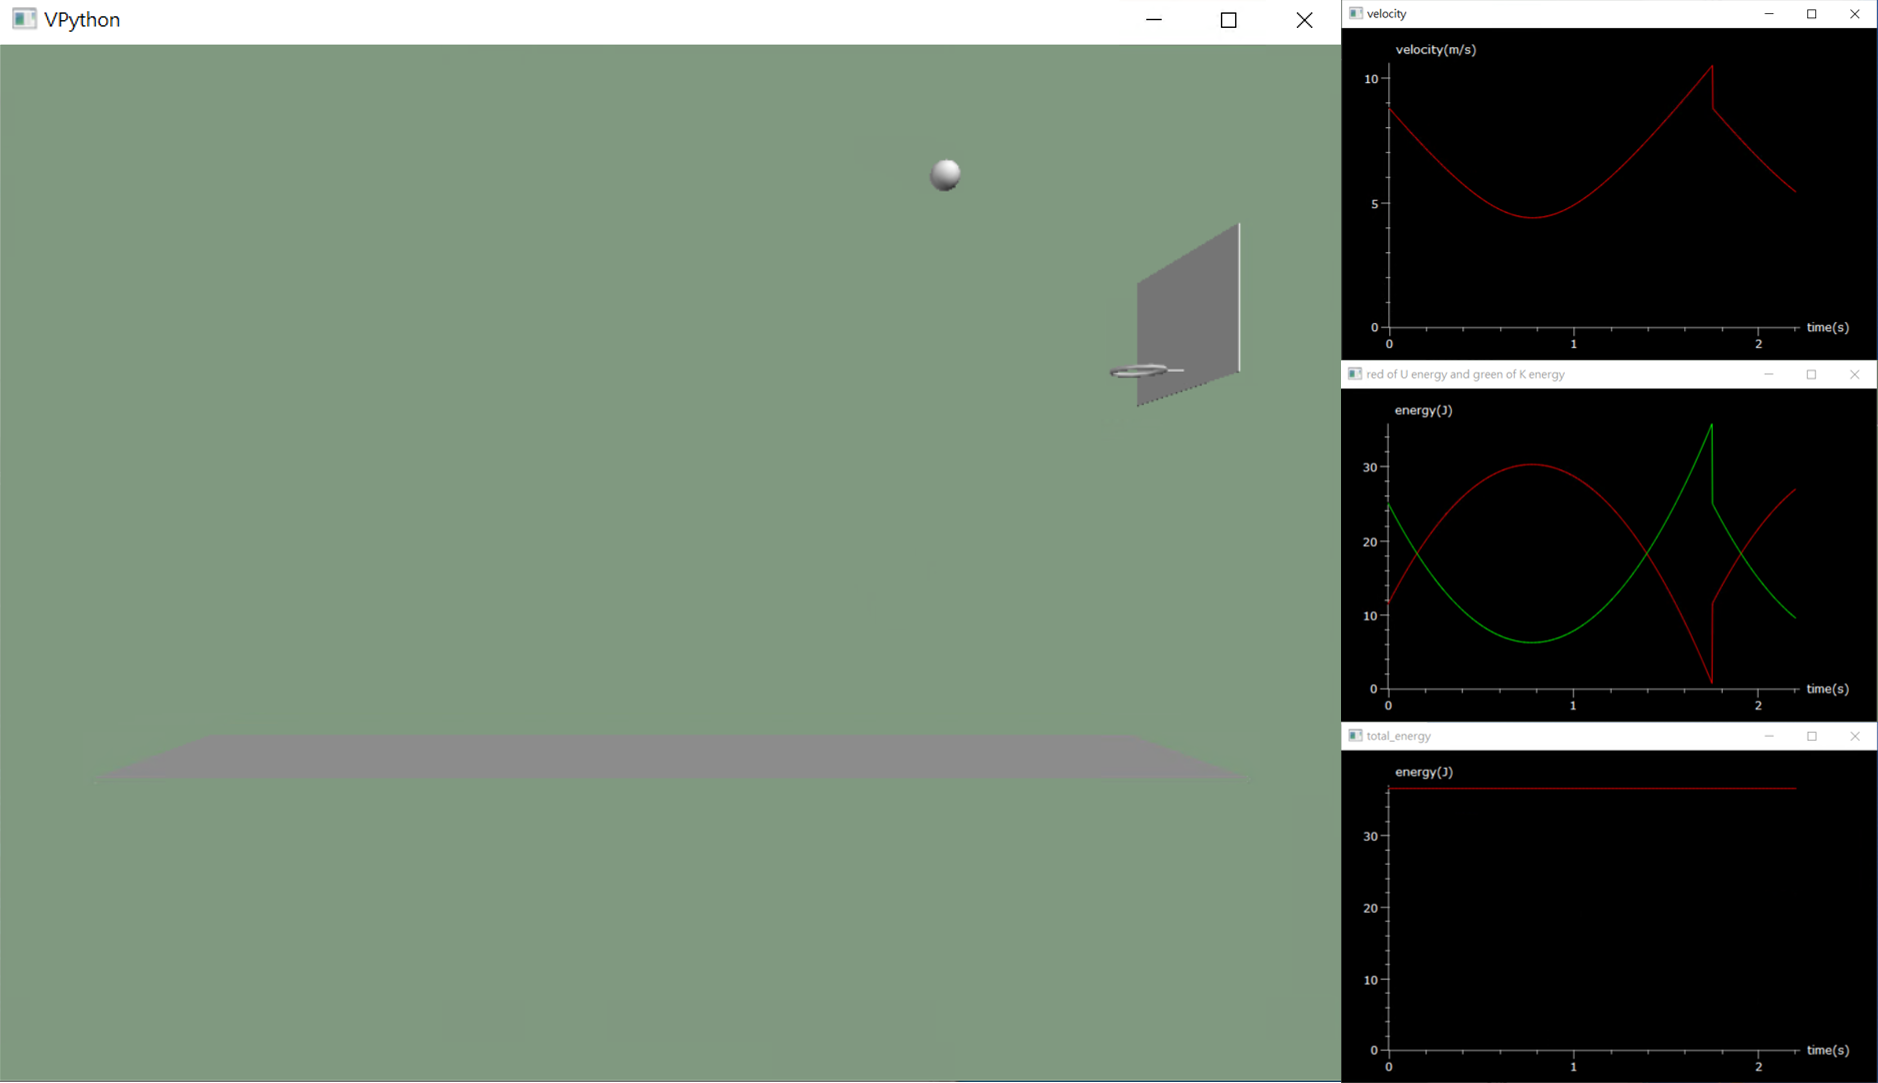 VPython
velocity
velocity(m/s)
10
5
0
0 1 2 time(s)
red of U energy and green of K energy
energy(J)
30
20
10
0
0 1 2 time(s)
total_energy
energy(J)
30
20
10
0
0 1 2 time(s)